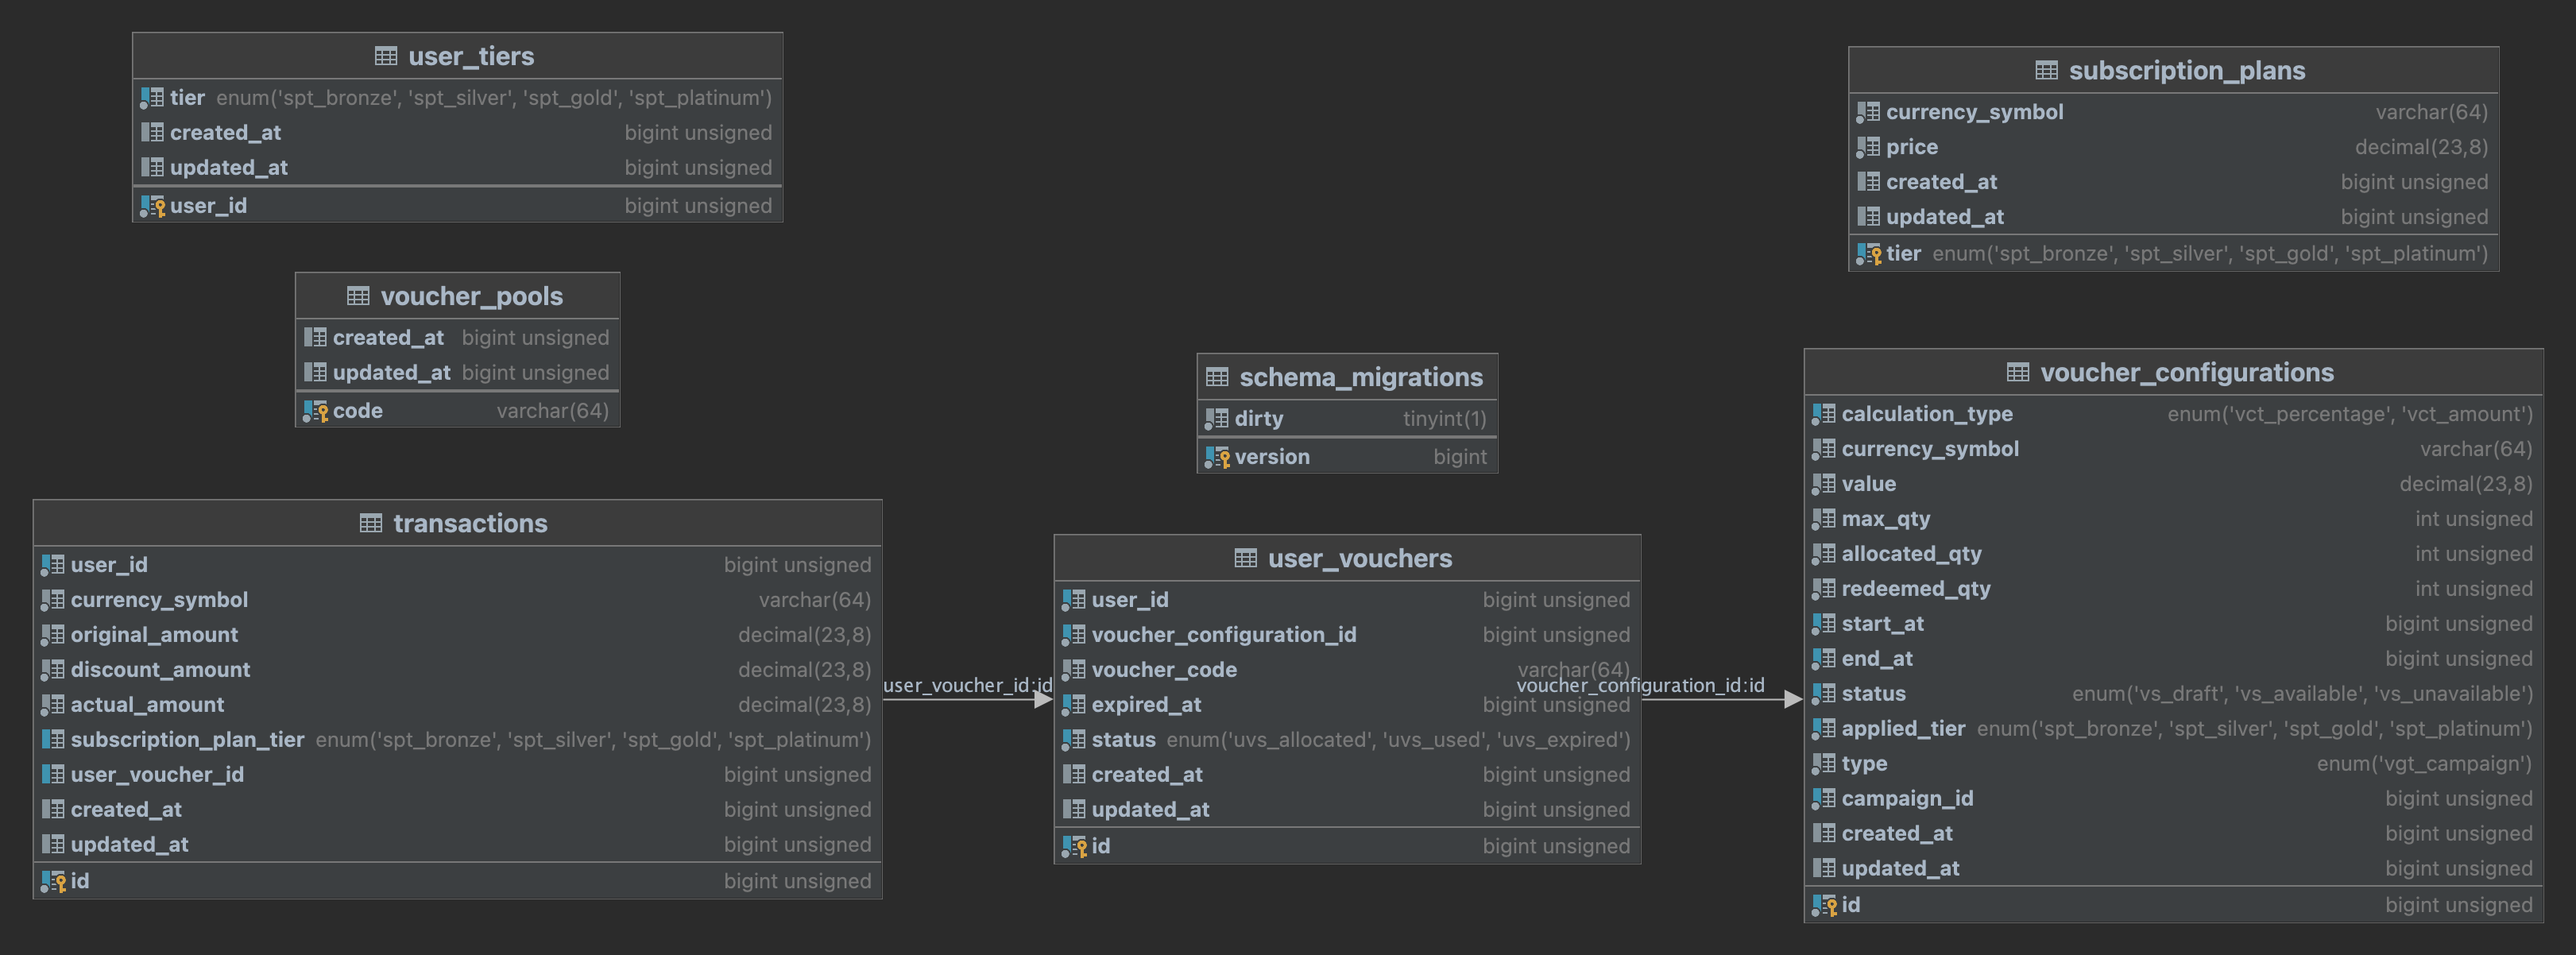 user_tiers
tier enum('spt_bronze', 'spt_silver', 'spt_gold', 'spt_platinum')
created_at bigint unsigned
updated_at bigint unsigned
user_id bigint unsigned
subscription_plans
currency_symbol varchar(64)
price decimal(23,8)
created_at bigint unsigned
updated_at bigint unsigned
tier enum('spt_bronze', 'spt_silver', 'spt_gold', 'spt_platinum')
voucher_pools
created_at bigint unsigned
updated_at bigint unsigned
code varchar(64)
schema_migrations
dirty tinyint(1)
version bigint
transactions
user_id bigint unsigned
currency_symbol varchar(64)
original_amount decimal(23,8)
discount_amount decimal(23,8)
actual_amount decimal(23,8)
subscription_plan_tier enum('spt_bronze', 'spt_silver', 'spt_gold', 'spt_platinum')
user_voucher_id bigint unsigned
created_at bigint unsigned
updated_at bigint unsigned
id bigint unsigned
user_voucher_id:id
user_vouchers
user_id bigint unsigned
voucher_configuration_id bigint unsigned
voucher_code varchar(64)
expired_at bigint unsigned
status enum('uvs_allocated', 'uvs_used', 'uvs_expired')
created_at bigint unsigned
updated_at bigint unsigned
id bigint unsigned
voucher_configuration_id:id
voucher_configurations
calculation_type enum('vct_percentage', 'vct_amount')
currency_symbol varchar(64)
value decimal(23,8)
max_qty int unsigned
allocated_qty int unsigned
redeemed_qty int unsigned
start_at bigint unsigned
end_at bigint unsigned
status enum('vs_draft', 'vs_available', 'vs_unavailable')
applied_tier enum('spt_bronze', 'spt_silver', 'spt_gold', 'spt_platinum')
type enum('vgt_campaign')
campaign_id bigint unsigned
created_at bigint unsigned
updated_at bigint unsigned
id bigint unsigned